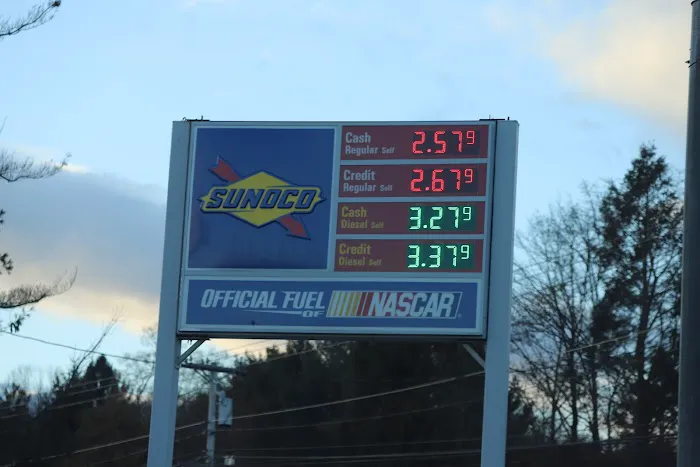 SUNOCO
Cash
Regular Self
2.57 9
Credit
Regular Self
2.67 9
Cash
Diesel Self
3.27 9
Credit
Diesel Self
3.37 9
OFFICIAL FUEL
OF
NASCAR